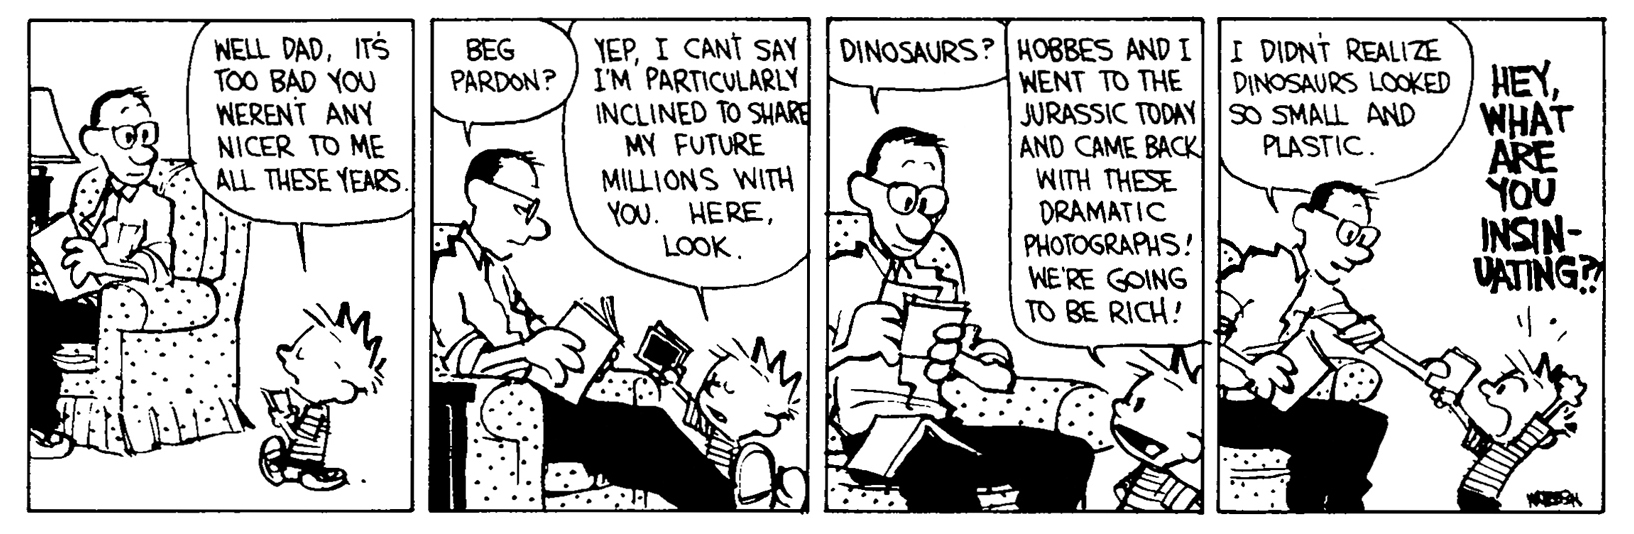 WELL DAD, IT'S
TOO BAD YOU
WEREN'T ANY
NICER TO ME
ALL THESE YEARS.
BEG
PARDON?
YEP, I CAN'T SAY
I'M PARTICULARLY
INCLINED TO SHARE
MY FUTURE
MILLIONS WITH
YOU. HERE,
LOOK.
DINOSAURS?
HOBBES AND I
WENT TO THE
JURASSIC TODAY
AND CAME BACK
WITH THESE
DRAMATIC
PHOTOGRAPHS!
WE'RE GOING
TO BE RICH!
I DIDN'T REALIZE
DINOSAURS LOOKED
SO SMALL AND
PLASTIC.
HEY,
WHAT
ARE
YOU
INSIN-
UATING??
WATTERSON